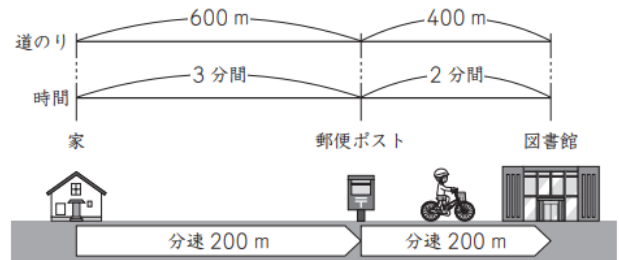 600 m 400 m
道のり
3 分間 2 分間
時間
家 郵便ポスト 図書館
〒
分速 200 m 分速 200 m